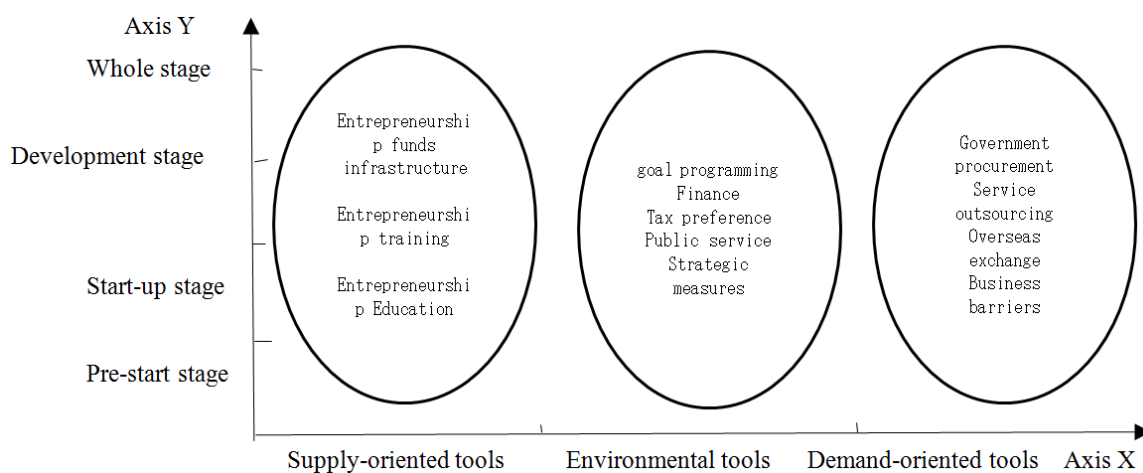 Axis Y
Whole stage
Development stage
Start-up stage
Pre-start stage
Entrepreneurshi
p funds
infrastructure
Entrepreneurshi
p training
Entrepreneurshi
p Education
goal programming
Finance
Tax preference
Public service
Strategic
measures
Government
procurement
Service
outsourcing
Overseas
exchange
Business
barriers
Supply-oriented tools
Environmental tools
Demand-oriented tools
Axis X